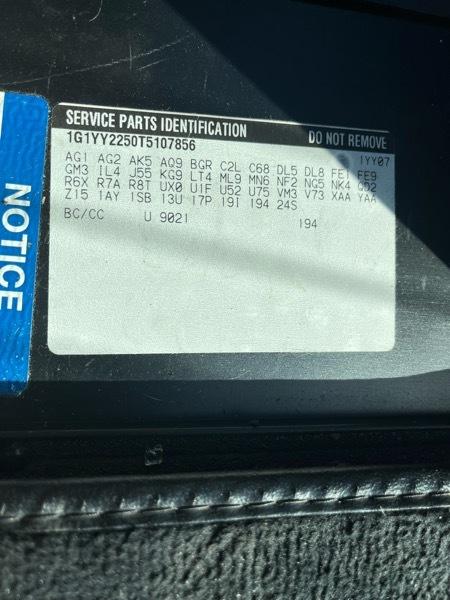 NOTICE
SERVICE PARTS IDENTIFICATION DO NOT REMOVE
1G1YY2250T5107856 1YY07
AG1 AG2 AK5 AQ9 BGR C2L C68 DL5 DL8 FE1 FE9
GM3 IL4 J55 KG9 LT4 ML9 MN6 NF2 NG5 NK4 QD2
R6X R7A R8T UX0 U1F U52 U75 VM3 V73 XAA YAA
Z15 1AY 1SB 13U 17P 19I 194 24S
BC/CC U 9021 194